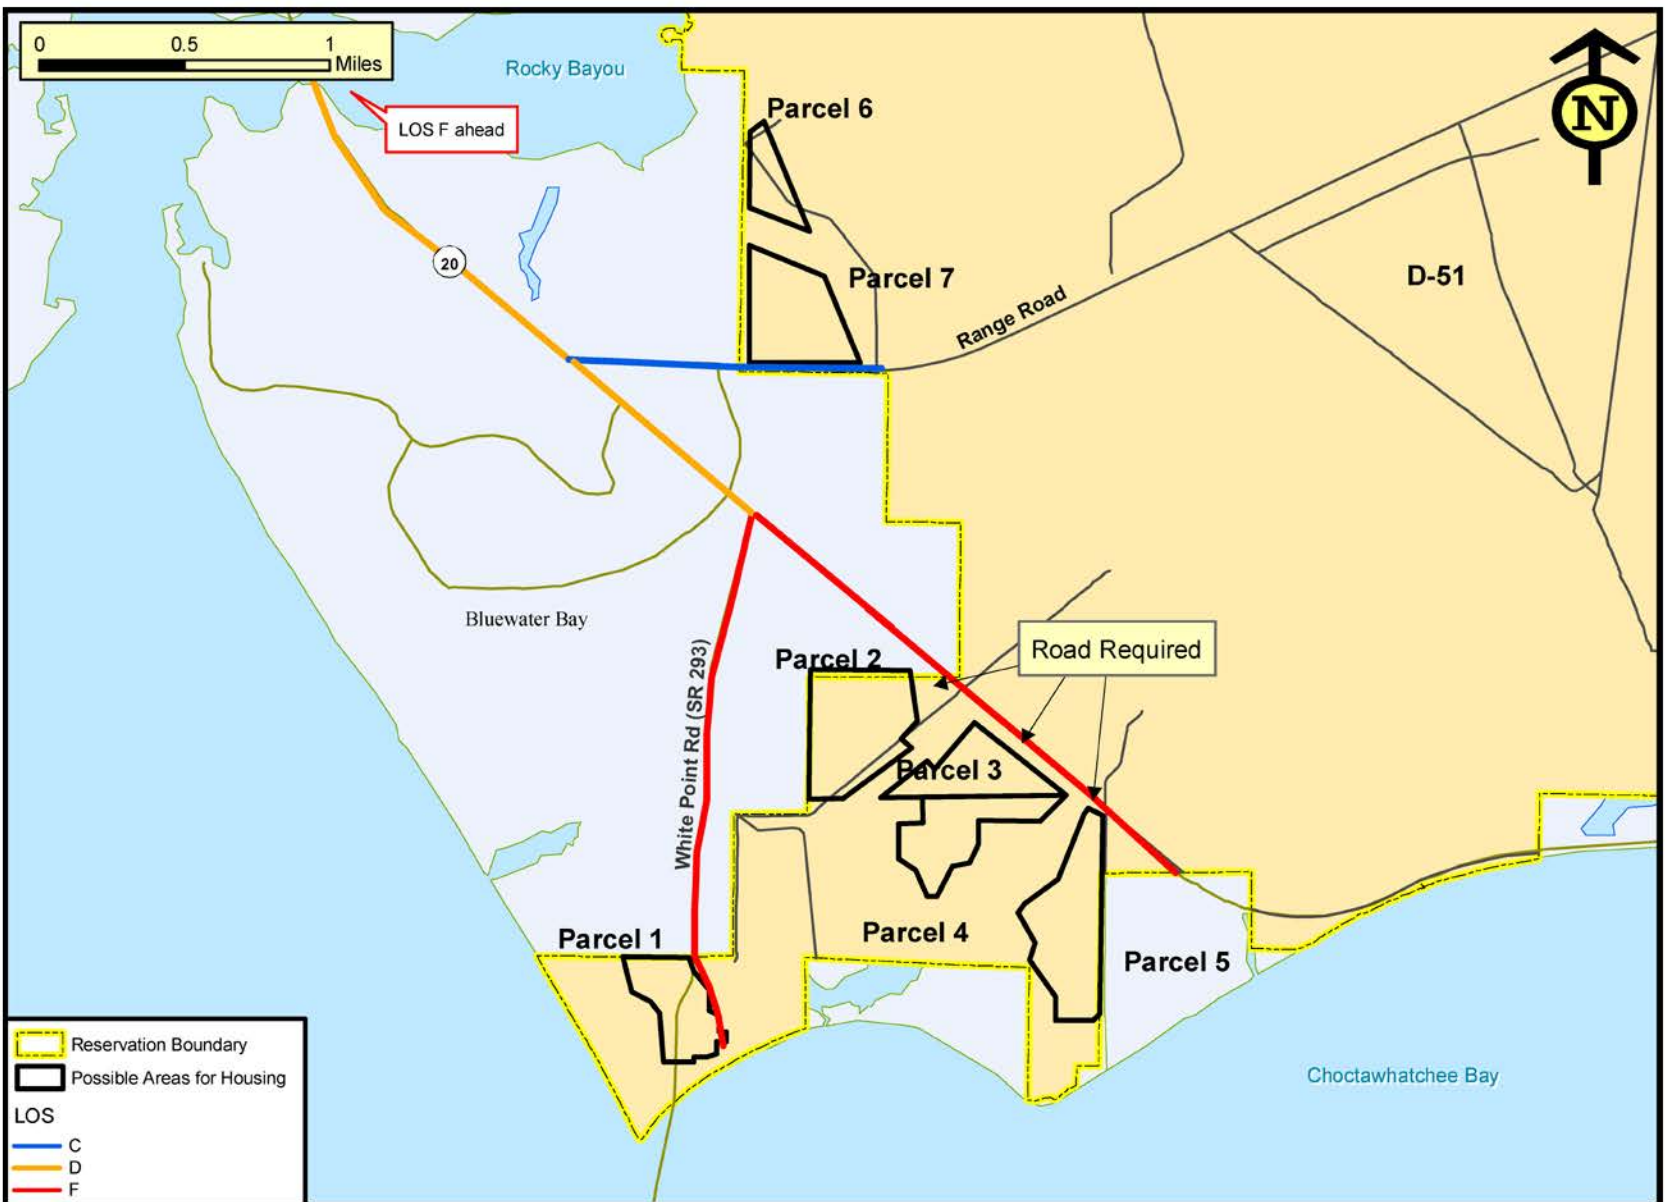 0 0.5 1
Miles
Rocky Bayou
LOS F ahead
N
Parcel 6
20
Parcel 7
D-51
Range Road
Bluewater Bay
Road Required
White Point Rd (SR 293)
Parcel 2
Parcel 3
Parcel 1
Parcel 4
Parcel 5
Choctawhatchee Bay
Reservation Boundary
Possible Areas for Housing
LOS
C
D
F